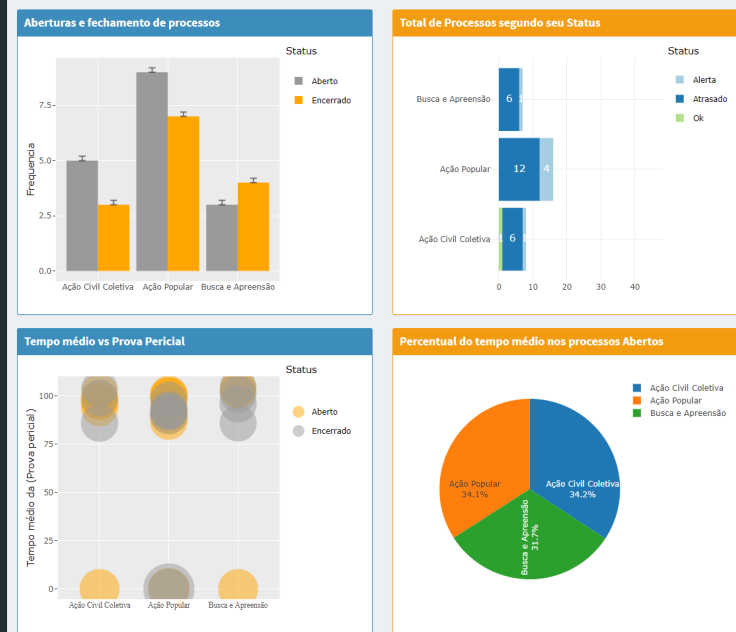 Aberturas e fechamento de processos
Status
Aberto
Encerrado
7.5
5.0
2.5
0.0
Frequencia
Ação Civil Coletiva
Ação Popular
Busca e Apreensão
Total de Processos segundo seu Status
Status
Alerta
Atrasado
Ok
Busca e Apreensão
6
1
Ação Popular
12
4
Ação Civil Coletiva
1
6
1
0
10
20
30
40
Tempo médio vs Prova Pericial
Status
Aberto
Encerrado
100
75
50
25
0
Tempo médio da (Prova pericial)
Ação Civil Coletiva
Ação Popular
Busca e Apreensão
Percentual do tempo médio nos processos Abertos
Ação Civil Coletiva
Ação Popular
Busca e Apreensão
Ação Popular
34.1%
Ação Civil Coletiva
34.2%
Busca e Apreensão
31.7%